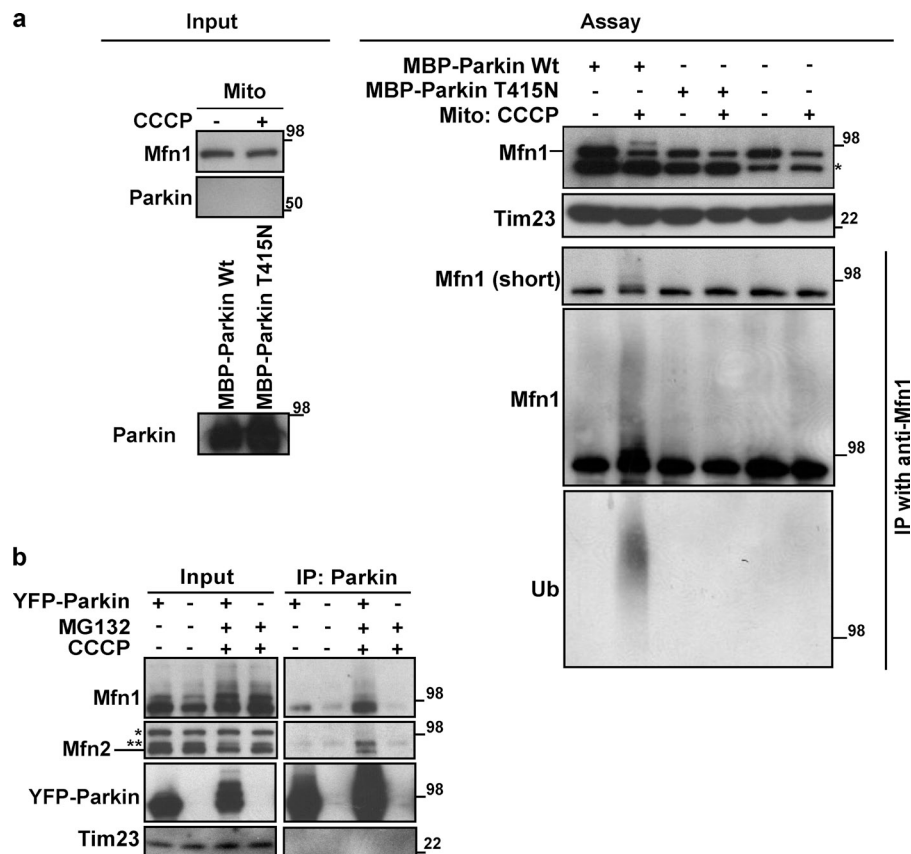 a
Input
Assay
Mito
CCCP - +
Mfn1 98
Parkin 50
MBP-Parkin Wt
MBP-Parkin T415N
Parkin 98
MBP-Parkin Wt + + - - - -
MBP-Parkin T415N - - + + - -
Mito: CCCP - + - + - +
Mfn1 98 *
Tim23 22
Mfn1 (short) 98
Mfn1 98
Ub 98
IP with anti-Mfn1
b
Input IP: Parkin
YFP-Parkin + - + - + - + -
MG132 - - + + - - + +
CCCP - - + + - - + +
Mfn1 98
* 98
**
Mfn2
YFP-Parkin 98
Tim23 22